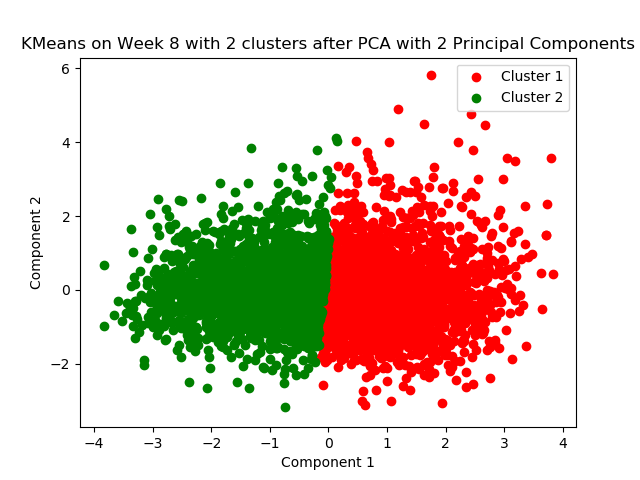 KMeans on Week 8 with 2 clusters after PCA with 2 Principal Components
Cluster 1
Cluster 2
6
4
2
0
−2
Component 2
−4 −3 −2 −1 0 1 2 3 4
Component 1